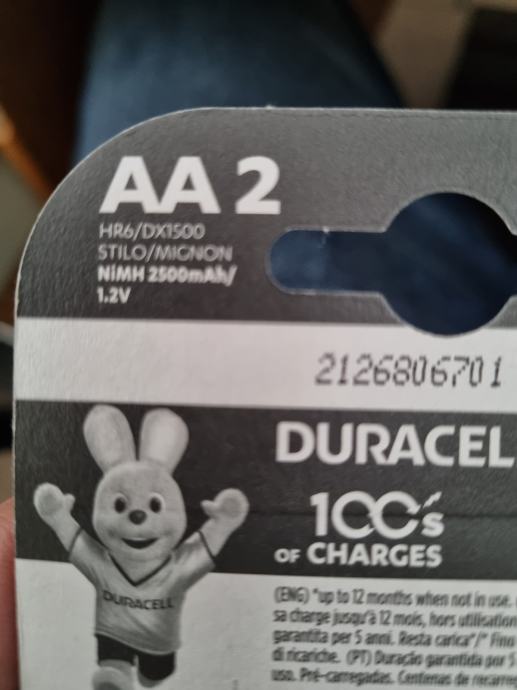 AA 2
HR6/DX1500
STILO/MIGNON
NiMH 2500mAh/
1.2V
2126806701
DURACEL
100's
OF CHARGES
DURACELL
(ENG) *up to 12 months when not in use.
sa charge jusqu'à 12 mois, hors utilisation
garantita per 5 anni. Resta carica*/* Fino
di ricariche. (PT) Duração garantida por 5
uso. Pré-carregadas. Centenas de recarre